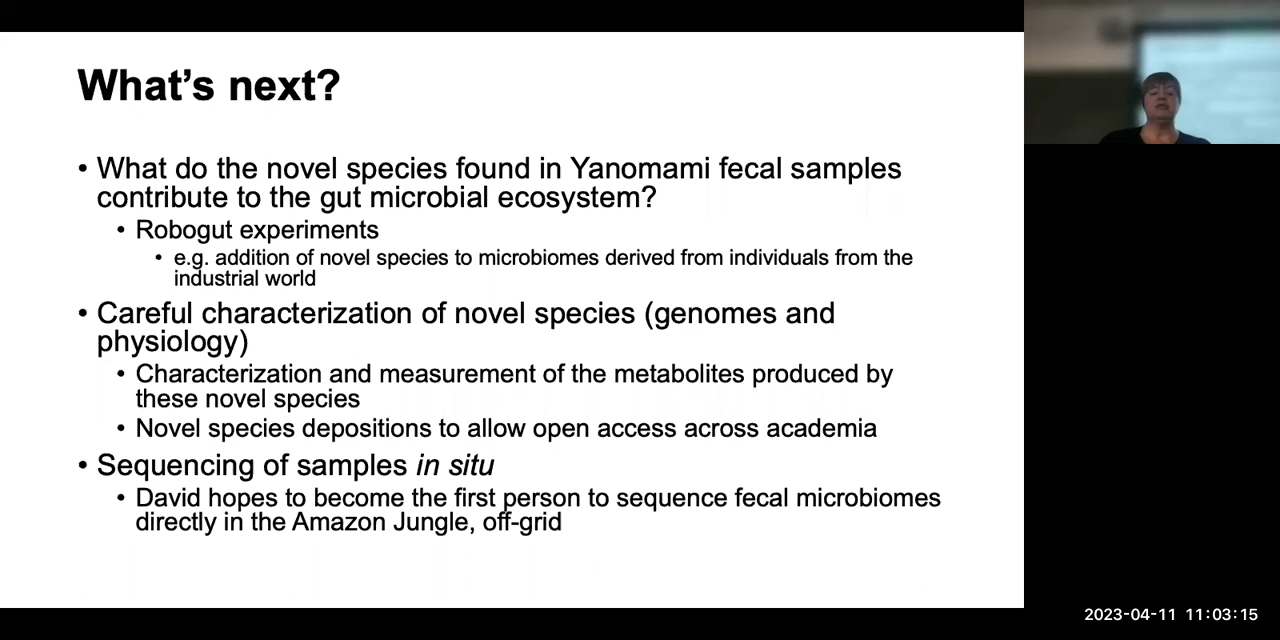 What's next?
• What do the novel species found in Yanomami fecal samples
contribute to the gut microbial ecosystem?
• Robogut experiments
• e.g. addition of novel species to microbiomes derived from individuals from the
industrial world
• Careful characterization of novel species (genomes and
physiology)
• Characterization and measurement of the metabolites produced by
these novel species
• Novel species depositions to allow open access across academia
• Sequencing of samples in situ
• David hopes to become the first person to sequence fecal microbiomes
directly in the Amazon Jungle, off-grid
2023-04-11 11:03:15